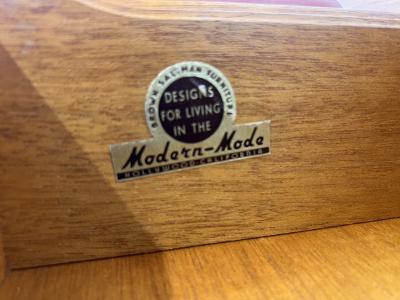 BROWN SALTMAN FURNITURE
DESIGNS
FOR LIVING
IN THE
Modern-Mode
HOLLYWOOD-CALIFORNIA